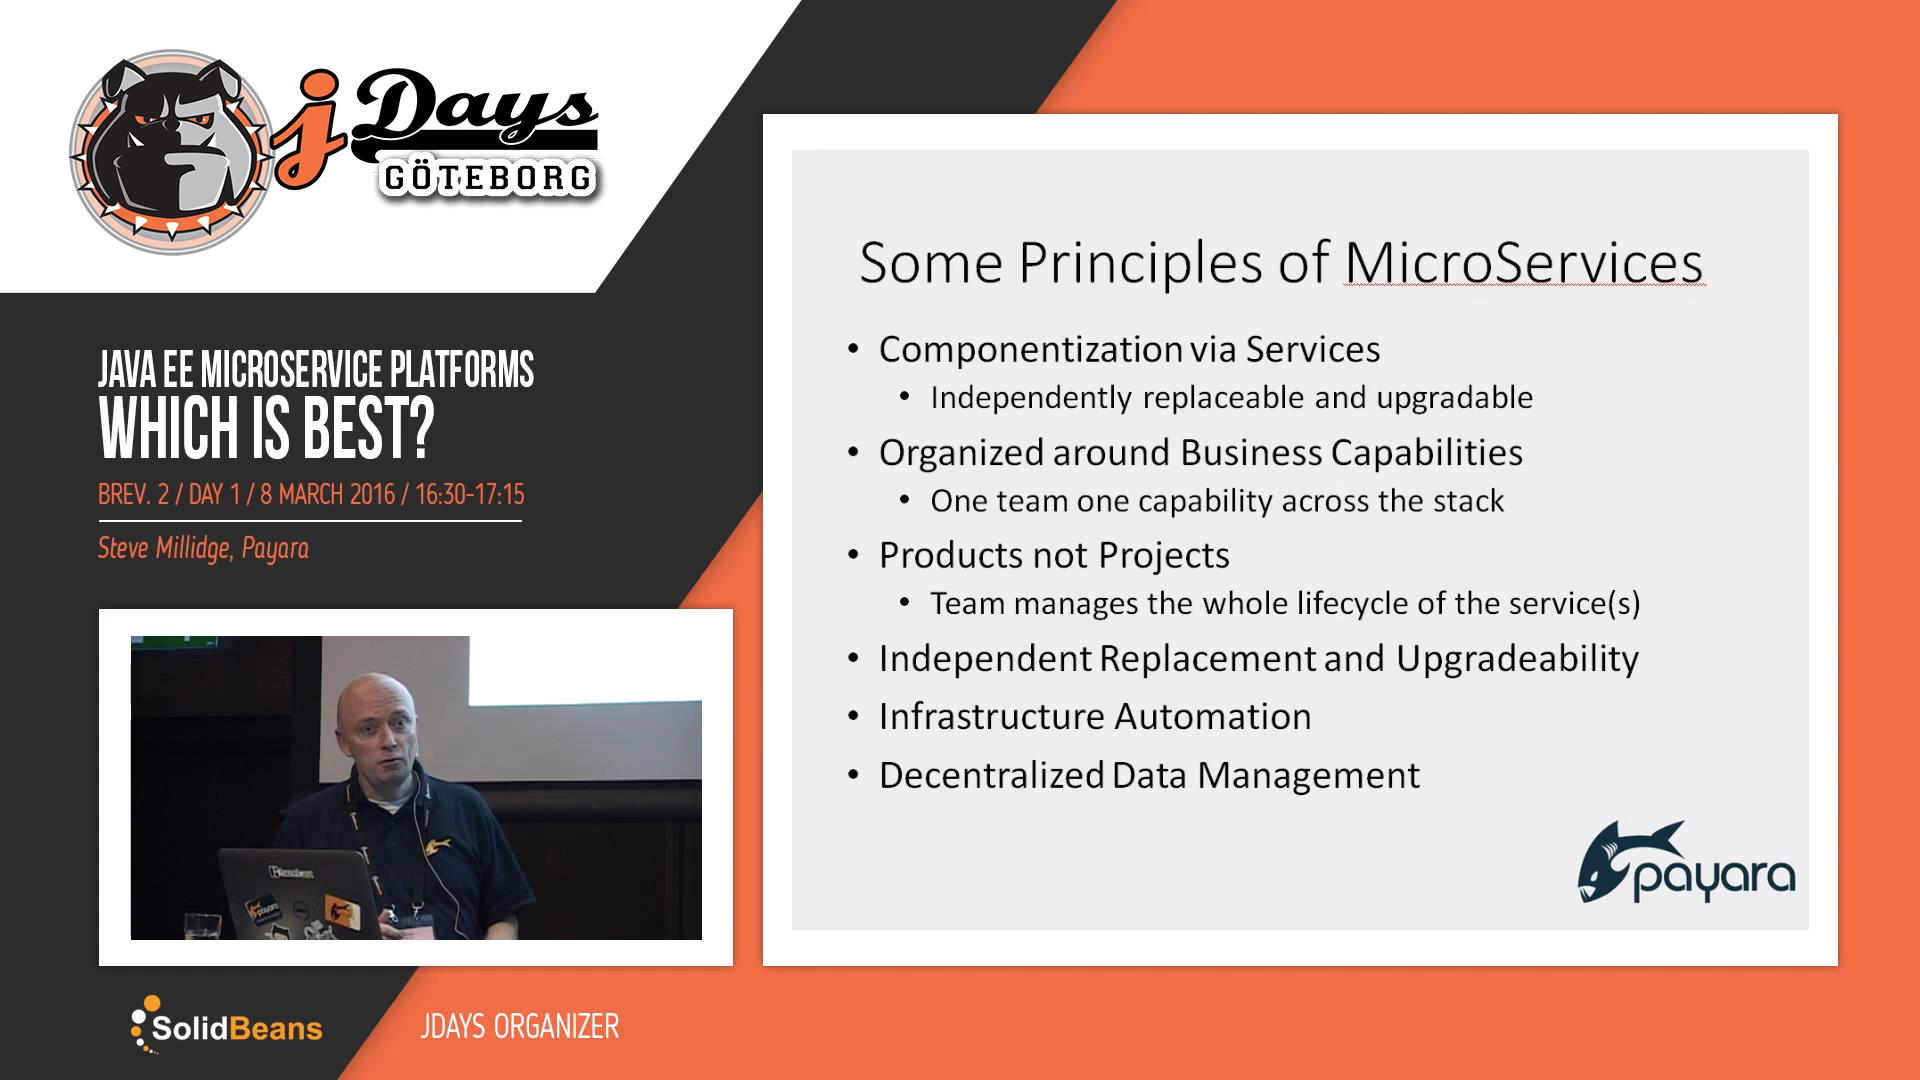 jDays
GÖTEBORG
JAVA EE MICROSERVICE PLATFORMS
WHICH IS BEST?
BREV. 2 / DAY 1 / 8 MARCH 2016 / 16:30-17:15
Steve Millidge, Payara
payara
SolidBeans
JDAYS ORGANIZER
Some Principles of MicroServices
• Componentization via Services
• Independently replaceable and upgradable
• Organized around Business Capabilities
• One team one capability across the stack
• Products not Projects
• Team manages the whole lifecycle of the service(s)
• Independent Replacement and Upgradeability
• Infrastructure Automation
• Decentralized Data Management
payara